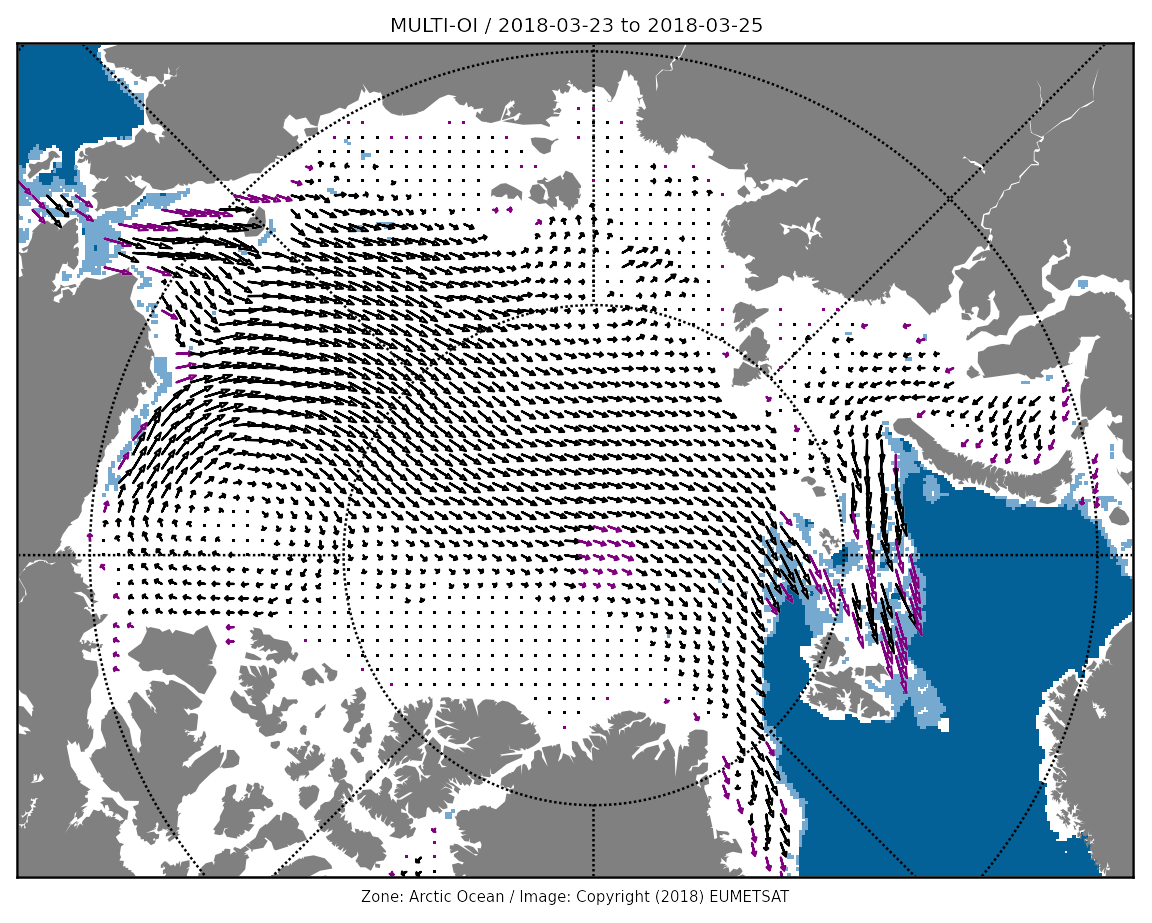 MULTI-OI / 2018-03-23 to 2018-03-25
Zone: Arctic Ocean / Image: Copyright (2018) EUMETSAT